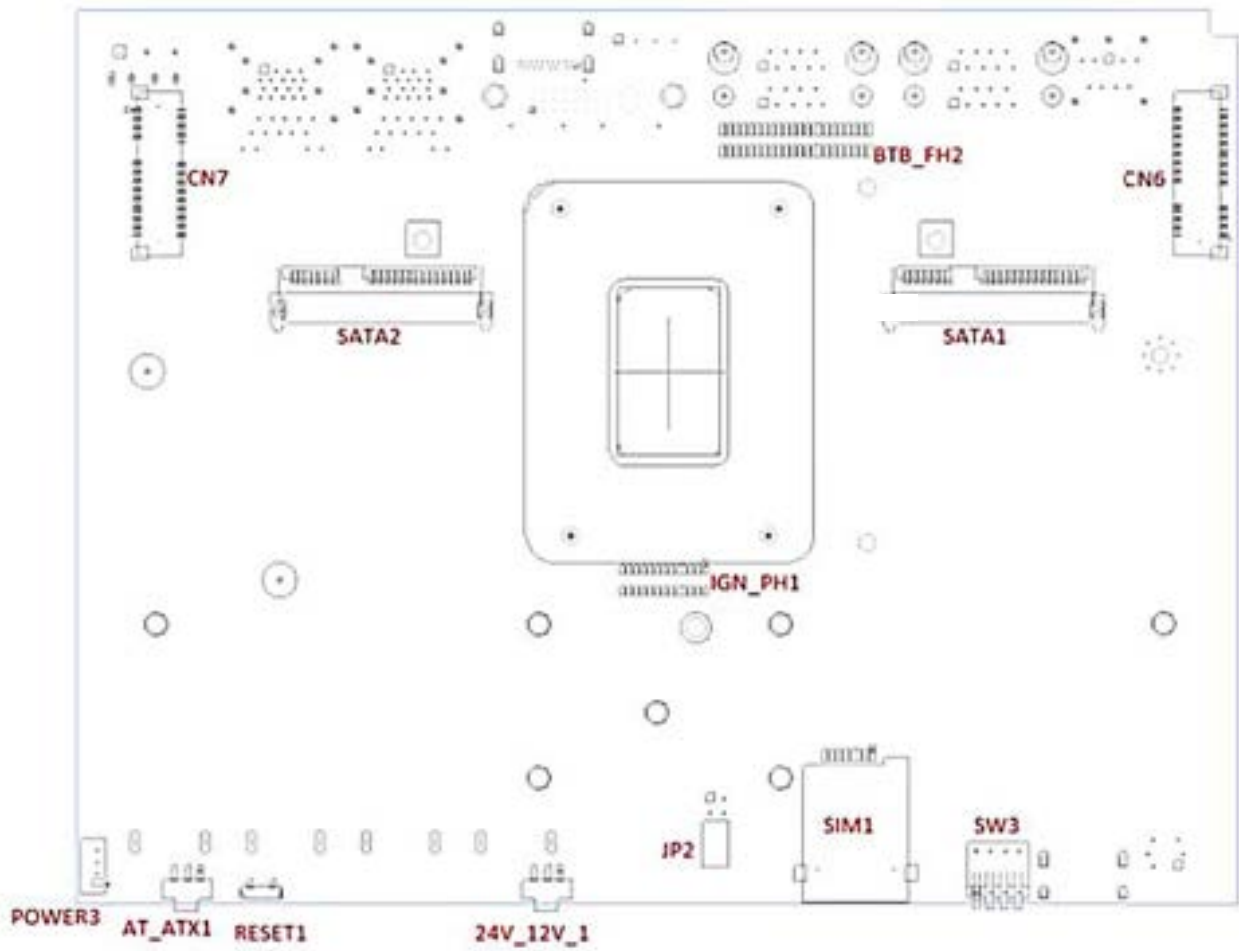 BTB_FH2
CN7
CN6
SATA2
SATA1
IGN_PH1
SIM1
SW3
JP2
POWER3
AT_ATX1
RESET1
24V_12V_1